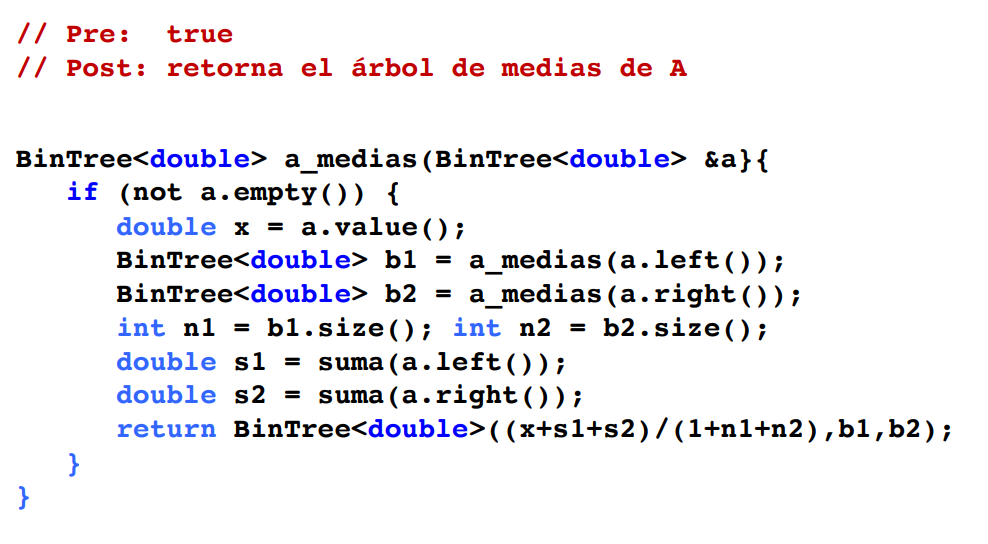 // Pre:  true
// Post: retorna el árbol de medias de A
BinTree<double> a_medias(BinTree<double> &a}{
   if (not a.empty()) {
      double x = a.value();
      BinTree<double> b1 = a_medias(a.left());
      BinTree<double> b2 = a_medias(a.right());
      int n1 = b1.size(); int n2 = b2.size();
      double s1 = suma(a.left());
      double s2 = suma(a.right());
      return BinTree<double>((x+s1+s2)/(1+n1+n2),b1,b2);
   }
}